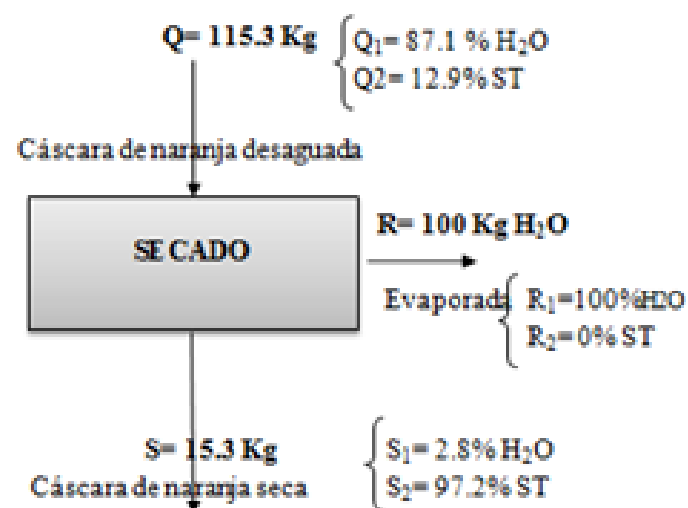 Q= 115.3 Kg
Q₁= 87.1 % H₂O
Q2= 12.9% ST
Cáscara de naranja desaguada
SECADO
R= 100 Kg H₂O
Evaporada
R₁=100%H2O
R₂=0% ST
S= 15.3 Kg
Cáscara de naranja seca
S₁= 2.8% H₂O
S₂= 97.2% ST